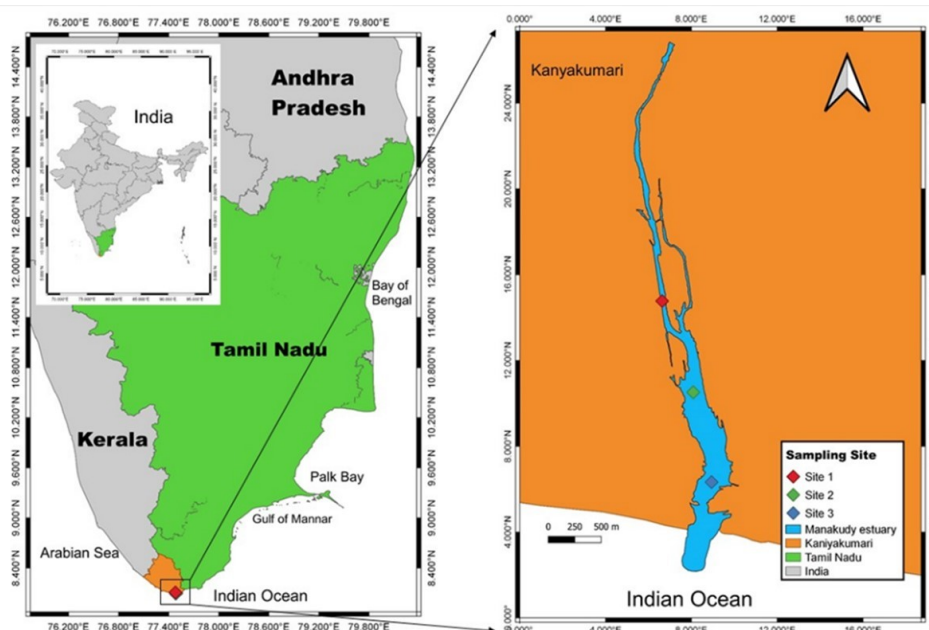 76.200°E 76.800°E 77.400°E 78.000°E 78.600°E 79.200°E 79.800°E
14.400°N
13.800°N
13.200°N
12.600°N
12.000°N
11.400°N
10.800°N
10.200°N
9.600°N
9.000°N
8.400°N
India
Andhra
Pradesh
Bay of
Bengal
Tamil Nadu
Kerala
Palk Bay
Gulf of Mannar
Arabian Sea
Indian Ocean
76.200°E 76.800°E 77.400°E 78.000°E 78.600°E 79.200°E 79.800°E
0.000° 4.000°E 8.000°E 12.000°E 16.000°E
24.000°N
20.000°N
16.000°N
12.000°N
8.000°N
4.000°N
0.000°
Kanyakumari
Sampling Site
Site 1
Site 2
Site 3
Manakudy estuary
Kaniyakumari
Tamil Nadu
India
0 250 500 m
Indian Ocean
4.000°E 8.000°E 12.000°E 16.000°E